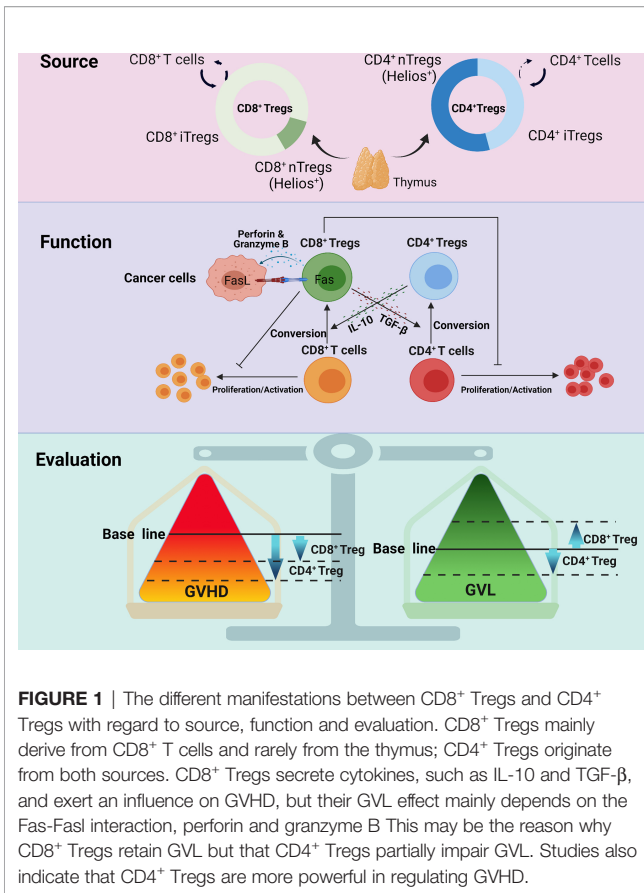 Source
CD8⁺ T cells
CD8⁺ Tregs
CD8⁺ iTregs
CD8⁺ nTregs
(Helios⁺)
Thymus
CD4⁺ nTregs
(Helios⁺)
CD4⁺ Tcells
CD4⁺Tregs
CD4⁺ iTregs
Function
Perforin &
Granzyme B
CD8⁺ Tregs
CD4⁺ Tregs
Cancer cells
FasL
Fas
IL-10
TGF-β
Conversion
Conversion
CD8⁺ T cells
CD4⁺ T cells
Proliferation/Activation
Proliferation/Activation
Evaluation
Base line
CD8⁺ Treg
CD4⁺ Treg
GVHD
Base line
CD8⁺ Treg
CD4⁺ Treg
GVL
FIGURE 1 | The different manifestations between CD8⁺ Tregs and CD4⁺
Tregs with regard to source, function and evaluation. CD8⁺ Tregs mainly
derive from CD8⁺ T cells and rarely from the thymus; CD4⁺ Tregs originate
from both sources. CD8⁺ Tregs secrete cytokines, such as IL-10 and TGF-β,
and exert an influence on GVHD, but their GVL effect mainly depends on the
Fas-Fasl interaction, perforin and granzyme B This may be the reason why
CD8⁺ Tregs retain GVL but that CD4⁺ Tregs partially impair GVL. Studies also
indicate that CD4⁺ Tregs are more powerful in regulating GVHD.